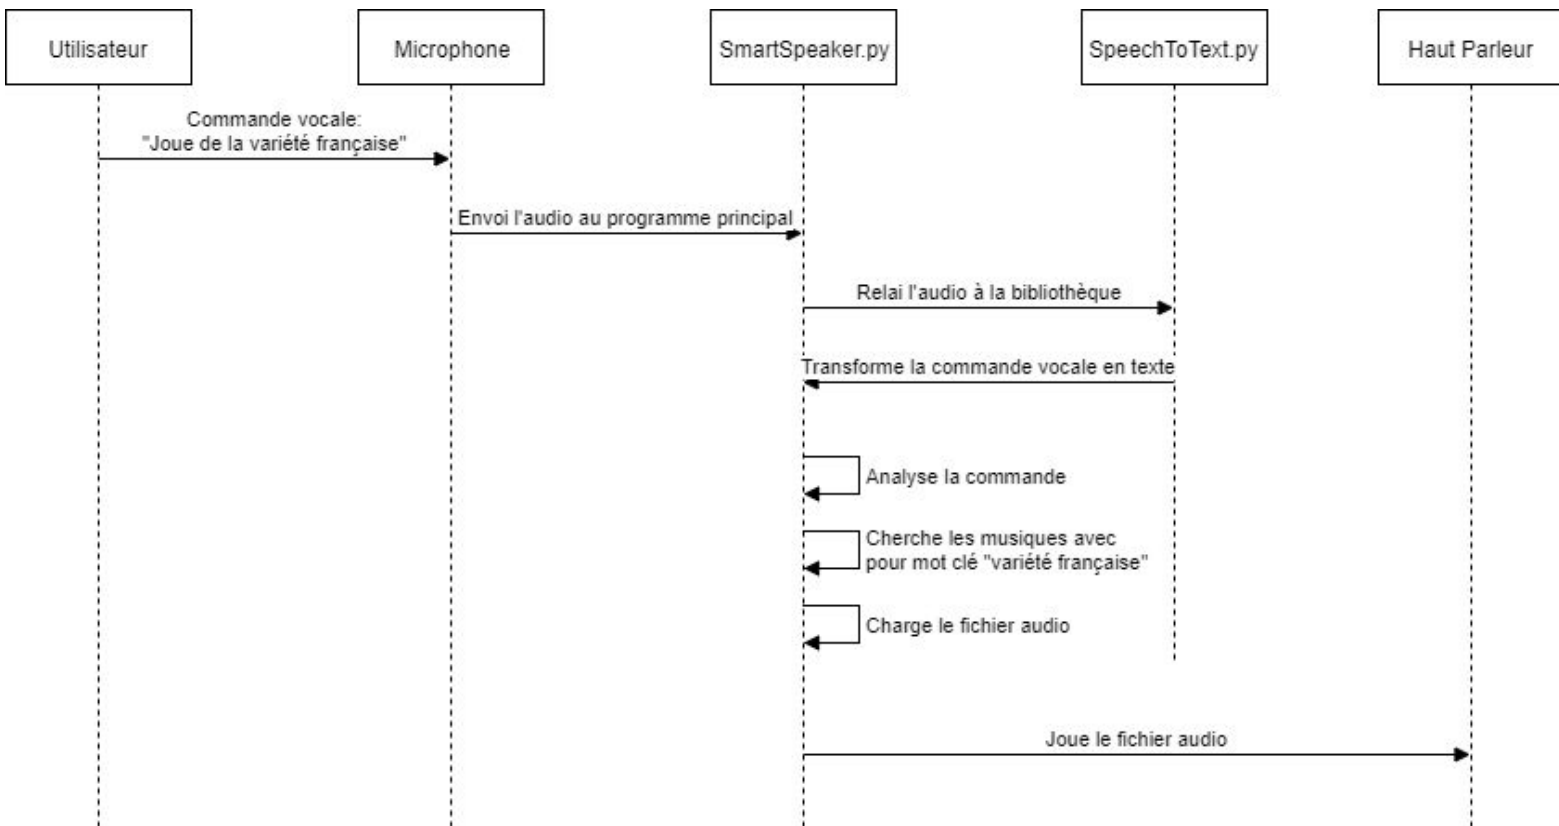 Utilisateur
Microphone
SmartSpeaker.py
SpeechToText.py
Haut Parleur
Commande vocale:
"Joue de la variété française"
Envoi l'audio au programme principal
Relai l'audio à la bibliothèque
Transforme la commande vocale en texte
Analyse la commande
Cherche les musiques avec
pour mot clé "variété française"
Charge le fichier audio
Joue le fichier audio